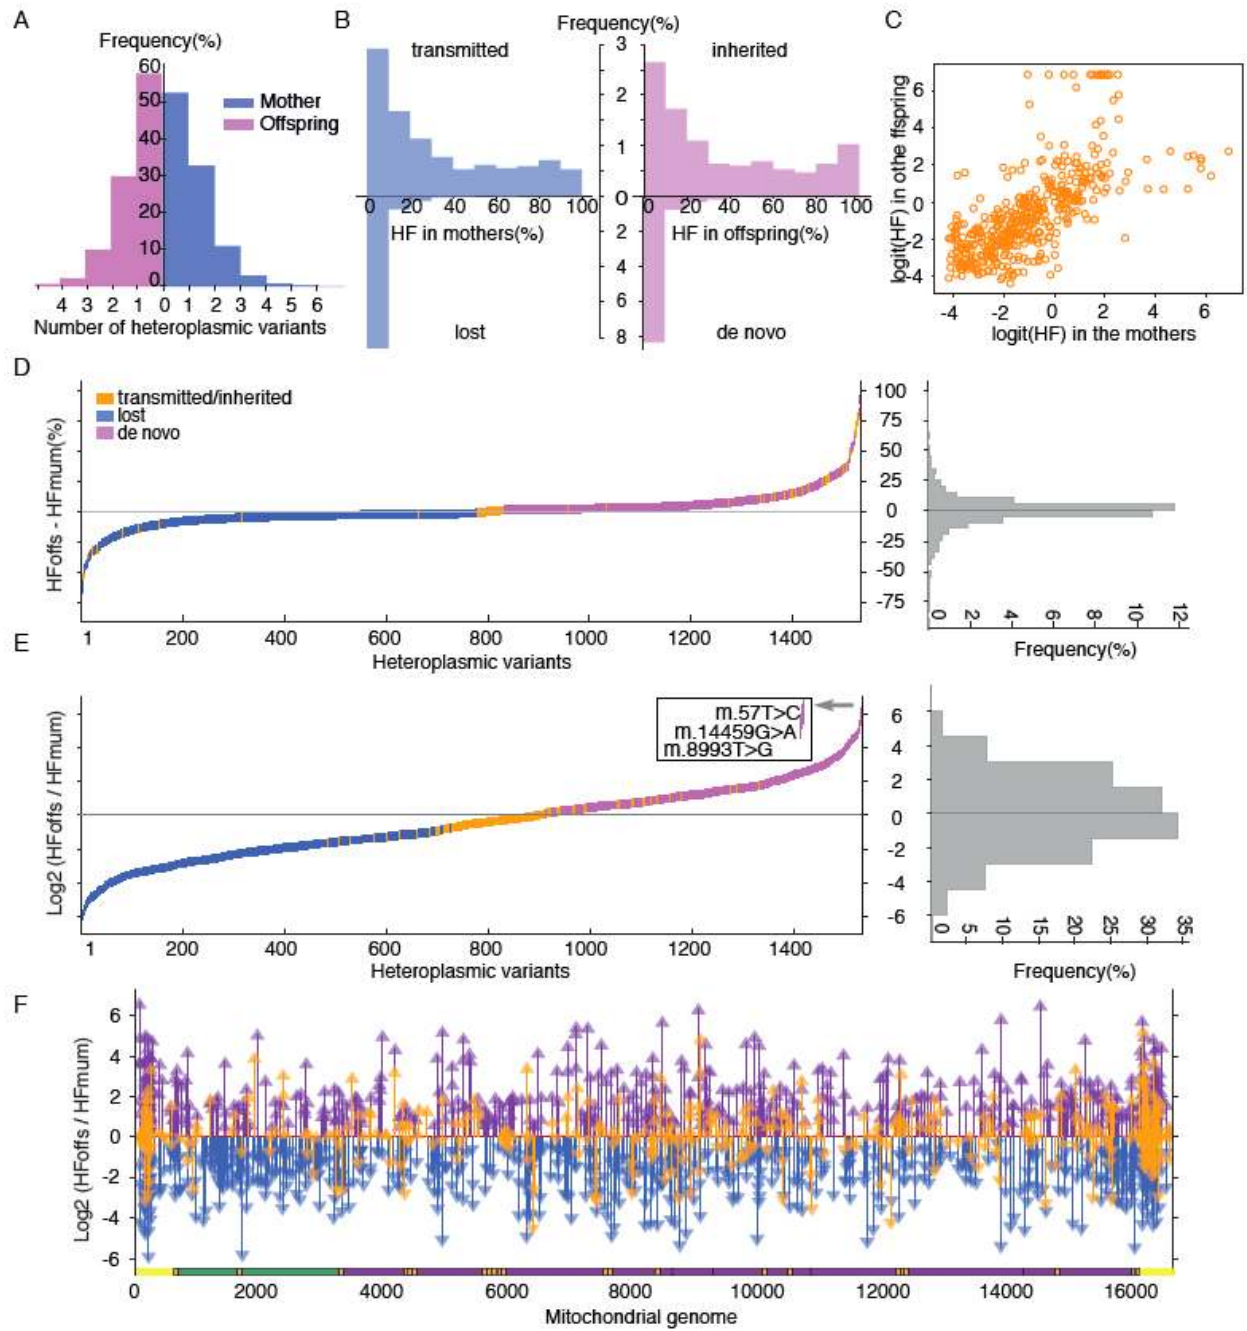 A
Frequency(%)
60
50
40
30
20
10
0
Mother
Offspring
4 3 2 1 0 1 2 3 4 5 6
Number of heteroplasmic variants
B
Frequency(%)
transmitted
inherited
3
2
1
0
2
4
6
8
0 20 40 60 80 100
HF in mothers(%)
0 20 40 60 80 100
HF in offspring(%)
lost
de novo
C
logit(HF) in othe ffspring
6
4
2
0
-2
-4
-4 -2 0 2 4 6
logit(HF) in the mothers
D
transmitted/inherited
lost
de novo
HFoffs - HFmum(%)
100
75
50
25
0
-25
-50
-75
1 200 400 600 800 1000 1200 1400
Heteroplasmic variants
0 2 4 6 8 10 12
Frequency(%)
E
Log2 (HFoffs / HFmum)
m.57T>C
m.14459G>A
m.8993T>G
6
4
2
0
-2
-4
-6
1 200 400 600 800 1000 1200 1400
Heteroplasmic variants
0 5 10 15 20 25 30 35
Frequency(%)
F
Log2 (HFoffs / HFmum)
6
4
2
0
-2
-4
-6
0 2000 4000 6000 8000 10000 12000 14000 16000
Mitochondrial genome